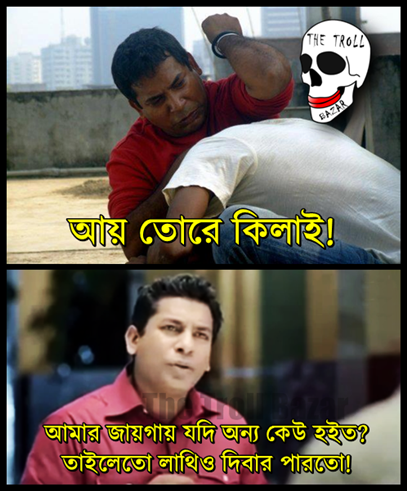 THE TROLL
BAZAR
আয় তোরে কিলাই!
আমার জায়গায় যদি অন্য কেউ হইত?
তাইলেতো লাথিও দিবার পারতো!